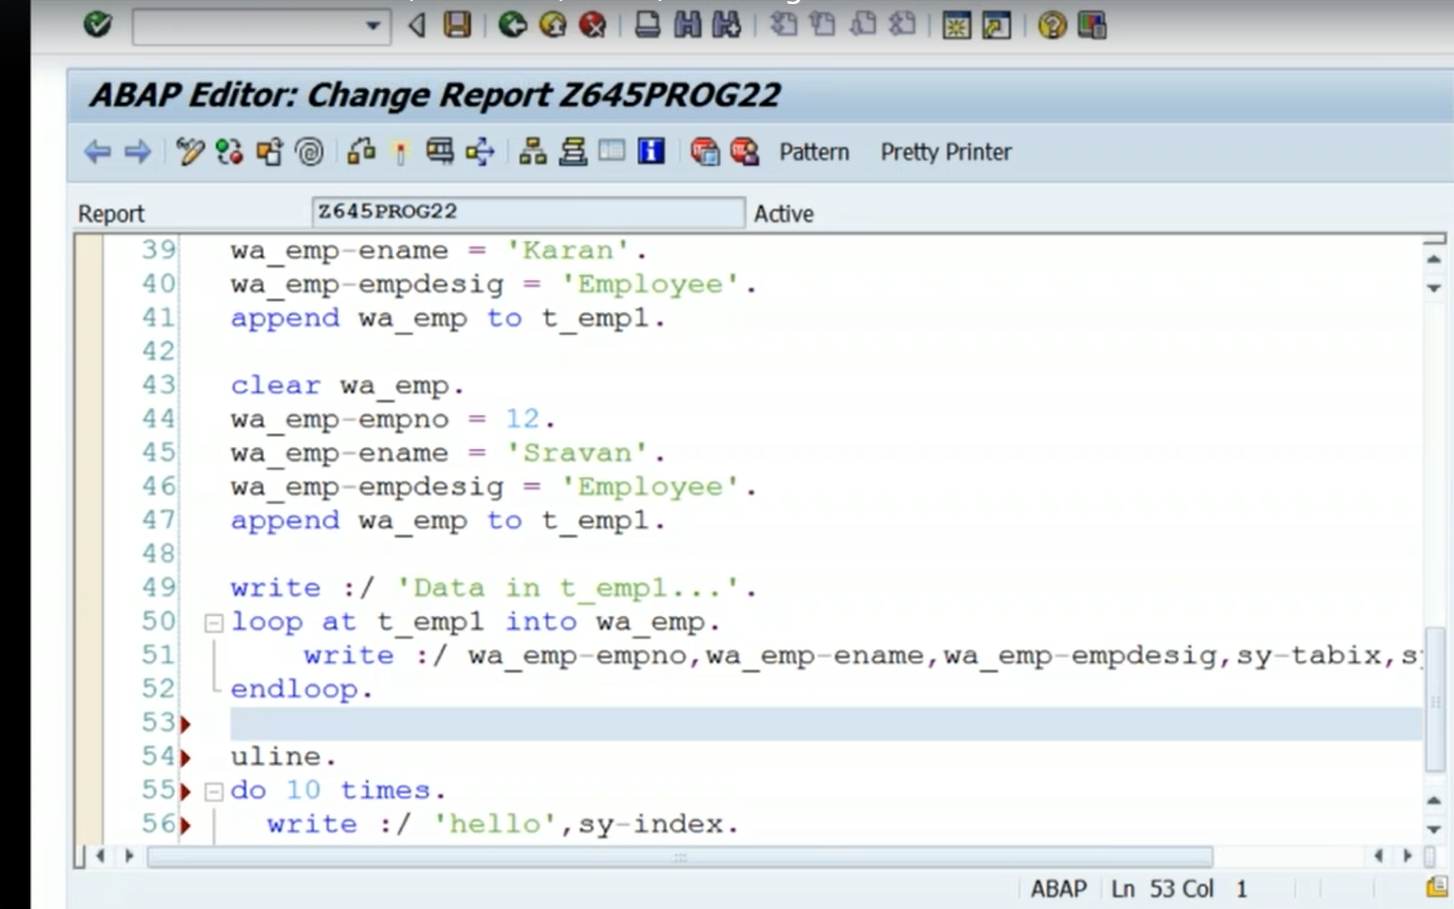 ABAP Editor: Change Report Z645PROG22
Pattern Pretty Printer
Report Z645PROG22 Active
39 wa_emp-ename = 'Karan'.
40 wa_emp-empdesig = 'Employee'.
41 append wa_emp to t_emp1.
42
43 clear wa_emp.
44 wa_emp-empno = 12.
45 wa_emp-ename = 'Sravan'.
46 wa_emp-empdesig = 'Employee'.
47 append wa_emp to t_emp1.
48
49 write :/ 'Data in t_emp1...'.
50 loop at t_emp1 into wa_emp.
51 write :/ wa_emp-empno,wa_emp-ename,wa_emp-empdesig,sy-tabix,s
52 endloop.
53
54 uline.
55 do 10 times.
56 write :/ 'hello',sy-index.
ABAP Ln 53 Col 1